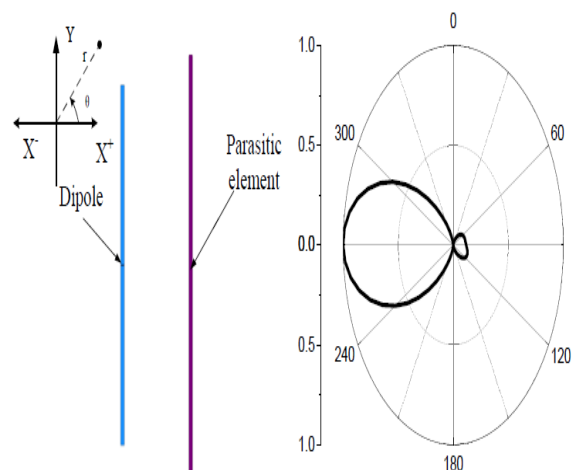 Y
r
θ
X⁻
X⁺
Dipole
Parasitic
element
0
1.0
300
60
0.5
0.0
0.5
240
120
1.0
180